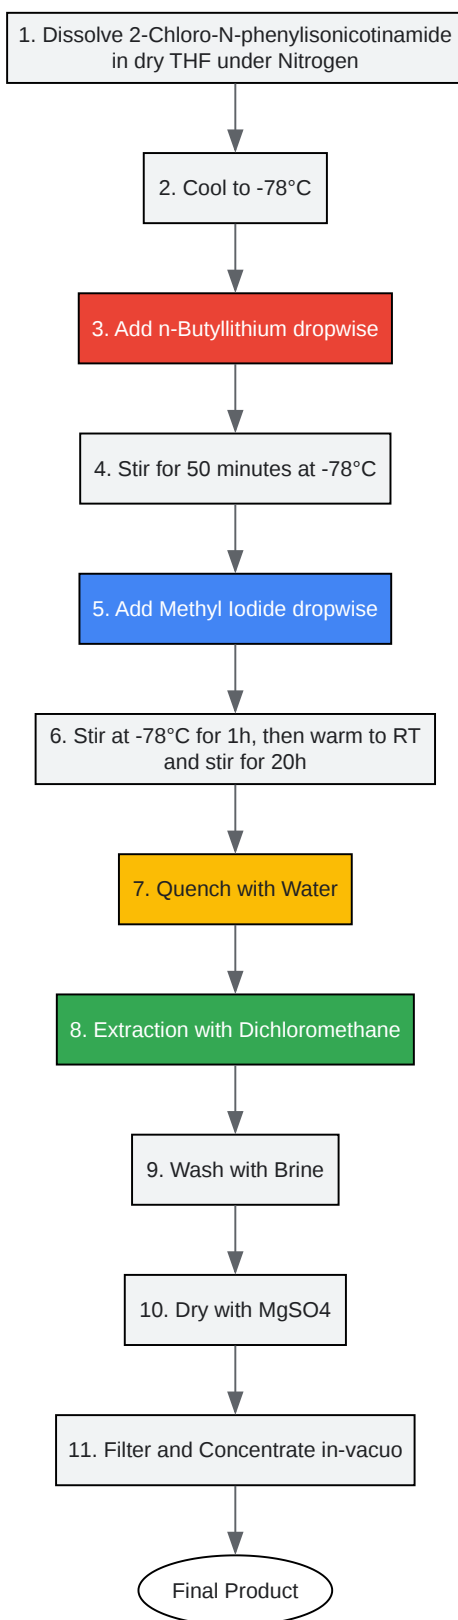 1. Dissolve 2-Chloro-N-phenylisonicotinamide
in dry THF under Nitrogen
2. Cool to -78°C
3. Add n-Butyllithium dropwise
4. Stir for 50 minutes at -78°C
5. Add Methyl Iodide dropwise
6. Stir at -78°C for 1h, then warm to RT
and stir for 20h
7. Quench with Water
8. Extraction with Dichloromethane
9. Wash with Brine
10. Dry with MgSO4
11. Filter and Concentrate in-vacuo
Final Product